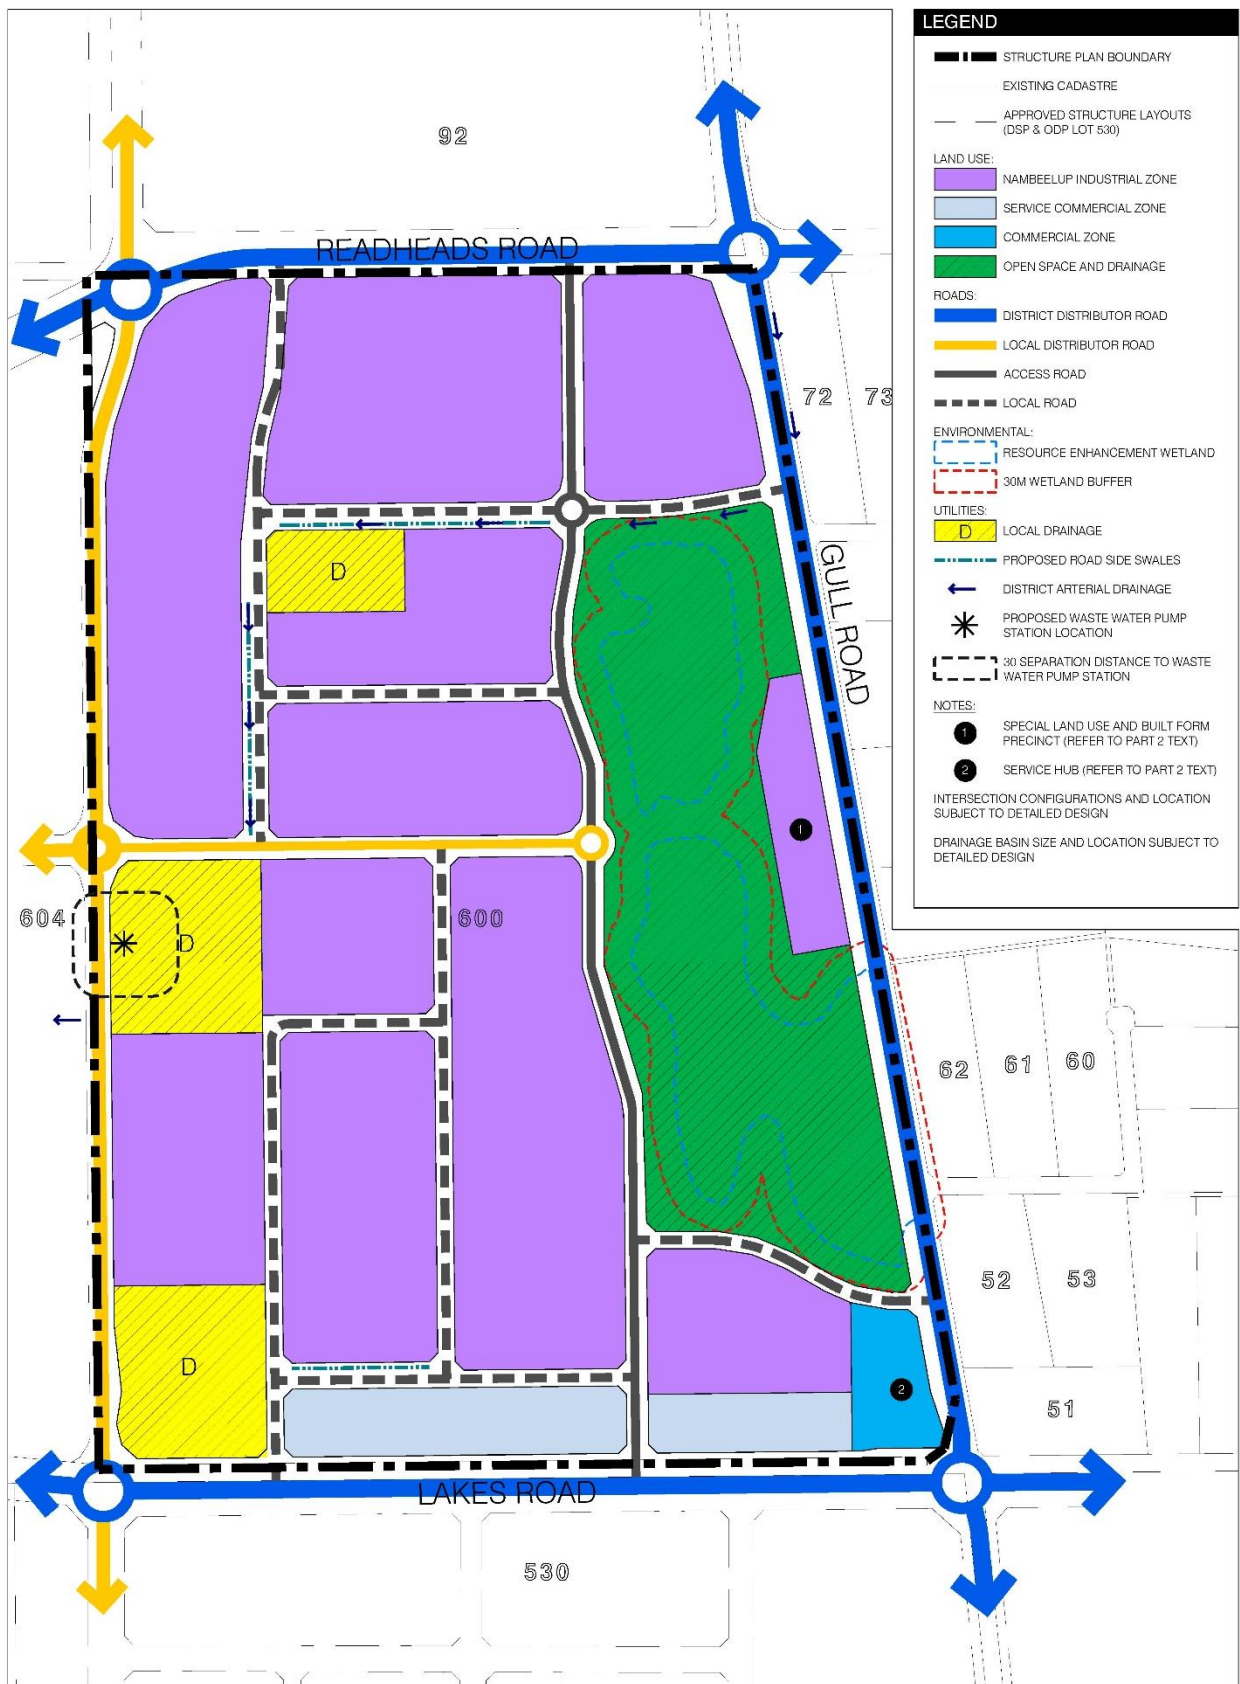 LEGEND
STRUCTURE PLAN BOUNDARY
EXISTING CADASTRE
APPROVED STRUCTURE LAYOUTS
(DSP & ODP LOT 530)
LAND USE:
NAMBEELUP INDUSTRIAL ZONE
SERVICE COMMERCIAL ZONE
COMMERCIAL ZONE
OPEN SPACE AND DRAINAGE
ROADS:
DISTRICT DISTRIBUTOR ROAD
LOCAL DISTRIBUTOR ROAD
ACCESS ROAD
LOCAL ROAD
ENVIRONMENTAL:
RESOURCE ENHANCEMENT WETLAND
30M WETLAND BUFFER
UTILITIES:
D LOCAL DRAINAGE
PROPOSED ROAD SIDE SWALES
DISTRICT ARTERIAL DRAINAGE
PROPOSED WASTE WATER PUMP
STATION LOCATION
30 SEPARATION DISTANCE TO WASTE
WATER PUMP STATION
NOTES:
1 SPECIAL LAND USE AND BUILT FORM
PRECINCT (REFER TO PART 2 TEXT)
2 SERVICE HUB (REFER TO PART 2 TEXT)
INTERSECTION CONFIGURATIONS AND LOCATION
SUBJECT TO DETAILED DESIGN
DRAINAGE BASIN SIZE AND LOCATION SUBJECT TO
DETAILED DESIGN
92
READHEADS ROAD
72
73
D
GULL ROAD
1
604
D
600
62
61
60
52
53
D
2
51
LAKES ROAD
530